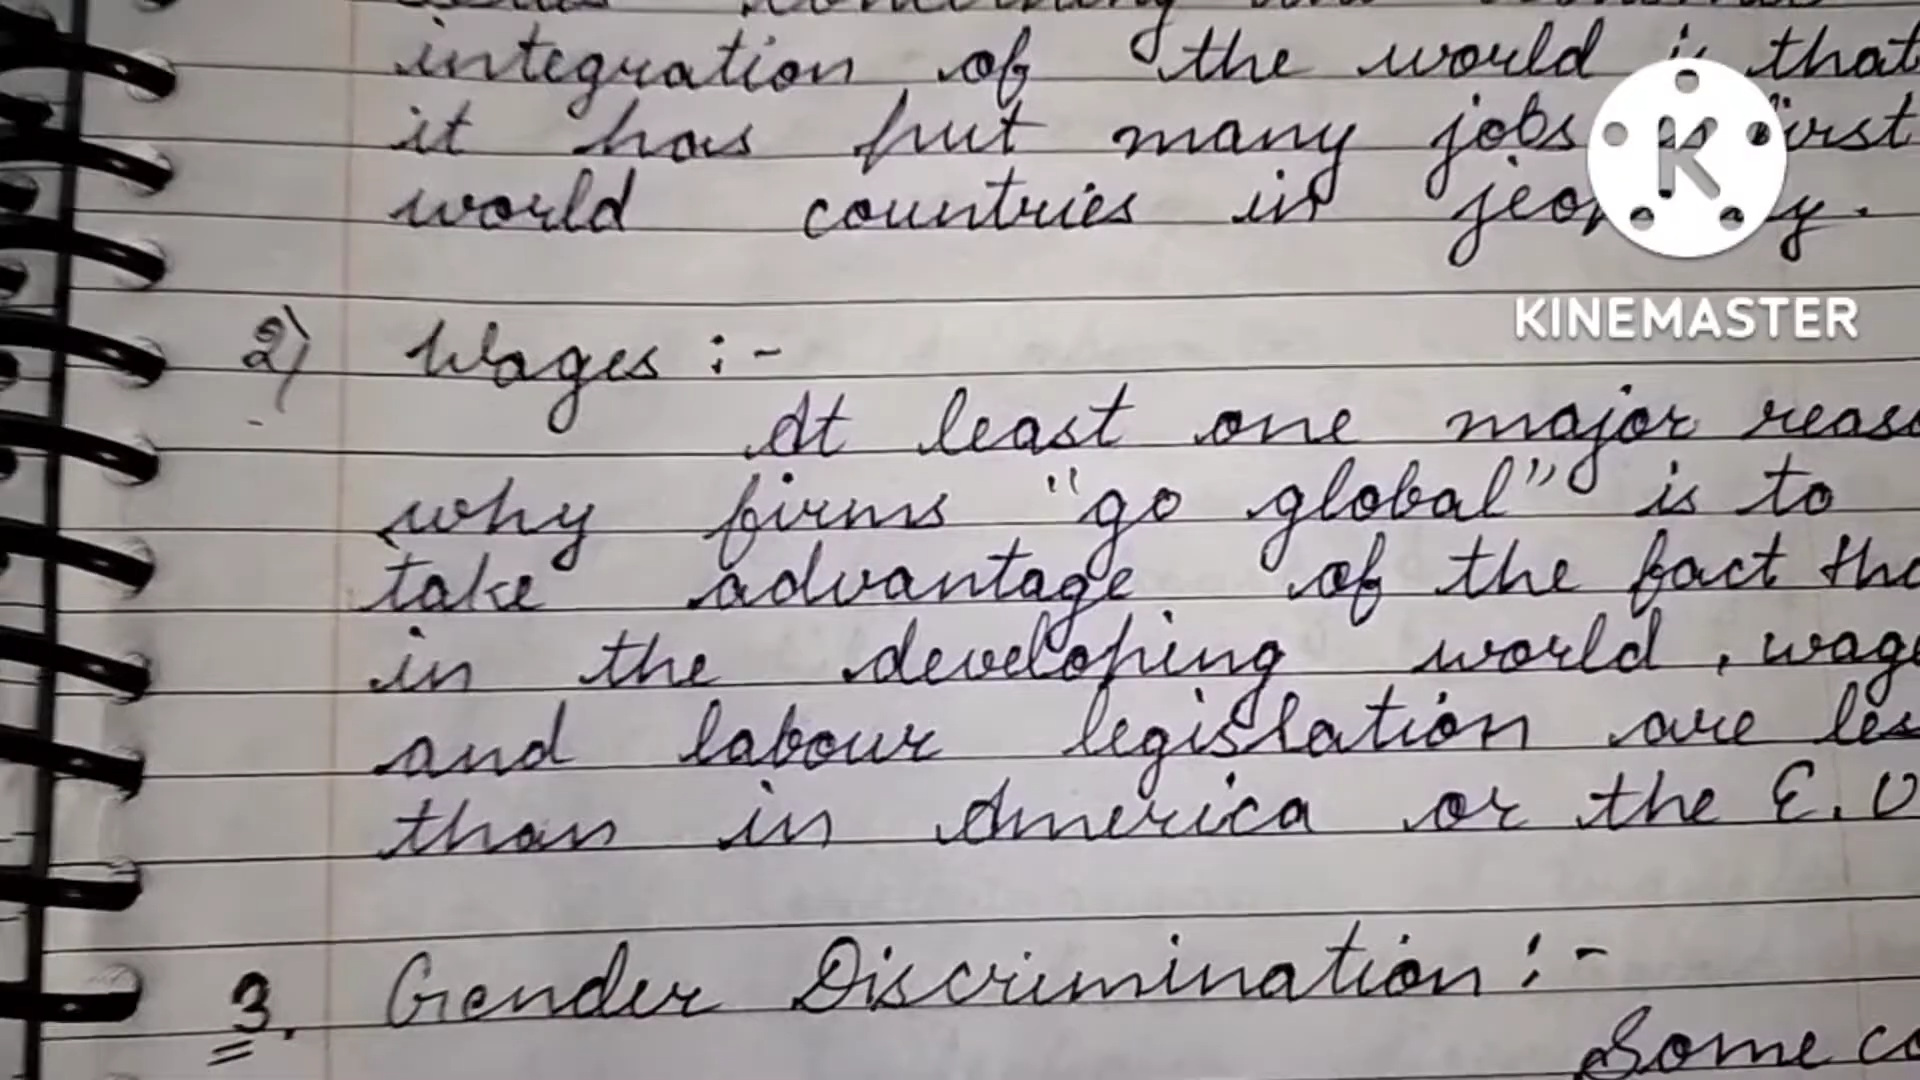 concerning
integration of the world is that
it has put many jobs
world countries in
KINEMASTER
2) Wages :-
At least one major
why firms "go global" is to
take advantage of the fact
in the developing world,
and labour legislation are
than in America or the E.U
3. Gender Discrimination :-
Some